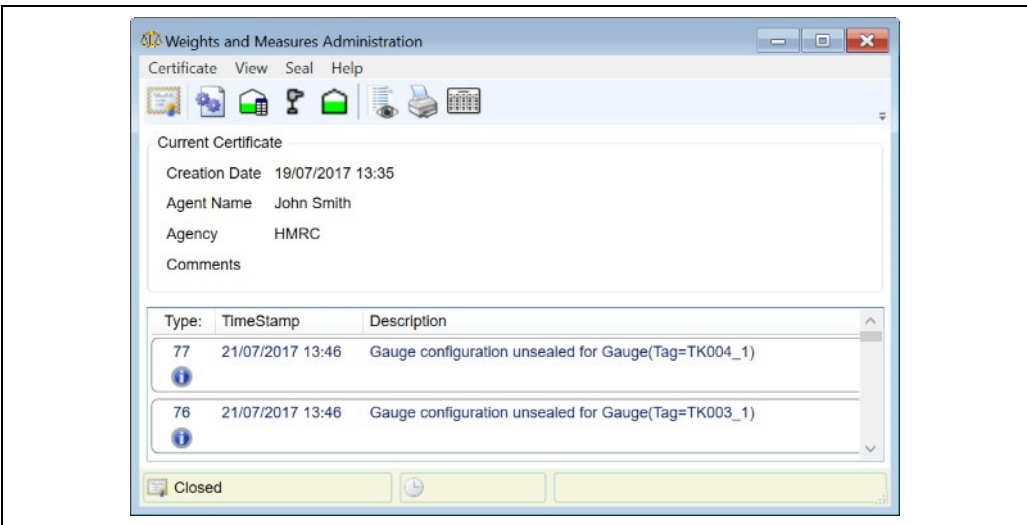 Weights and Measures Administration
Certificate View Seal Help
Current Certificate
Creation Date 19/07/2017 13:35
Agent Name John Smith
Agency HMRC
Comments
Type: TimeStamp Description
77 21/07/2017 13:46 Gauge configuration unsealed for Gauge(Tag=TK004_1)
76 21/07/2017 13:46 Gauge configuration unsealed for Gauge(Tag=TK003_1)
Closed